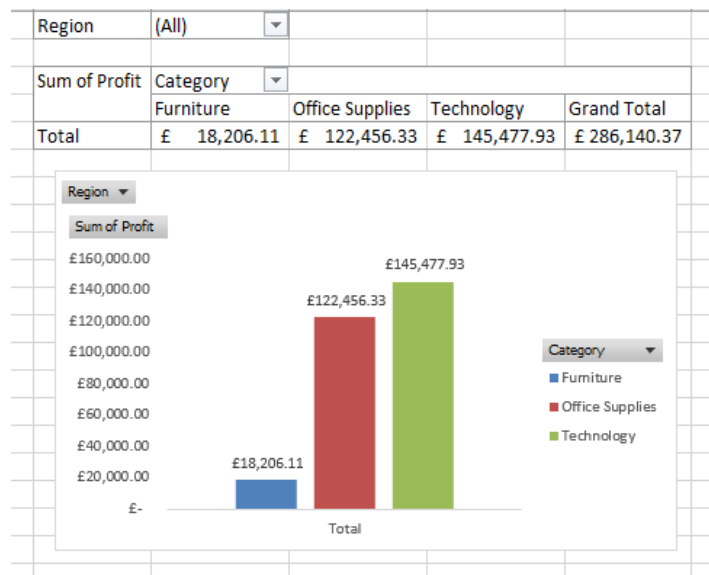 Region (All)
Sum of Profit Category
Furniture Office Supplies Technology Grand Total
Total £ 18,206.11 £ 122,456.33 £ 145,477.93 £ 286,140.37
Region
Sum of Profit
£160,000.00
£145,477.93
£140,000.00
£122,456.33
£120,000.00
£100,000.00
Category
£80,000.00
Furniture
£60,000.00
Office Supplies
£40,000.00
Technology
£18,206.11
£20,000.00
£-
Total